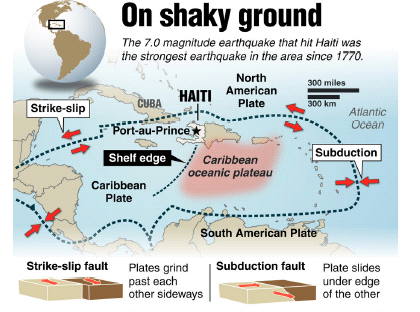 On shaky ground
The 7.0 magnitude earthquake that hit Haiti was
the strongest earthquake in the area since 1770.
North
American
Plate
300 miles
300 km
Atlantic
Ocean
Strike-slip
CUBA
HAITI
Port-au-Prince
Shelf edge
Caribbean
oceanic plateau
Subduction
Caribbean
Plate
South American Plate
Strike-slip fault
Plates grind
past each
other sideways
Subduction fault
Plate slides
under edge
of the other